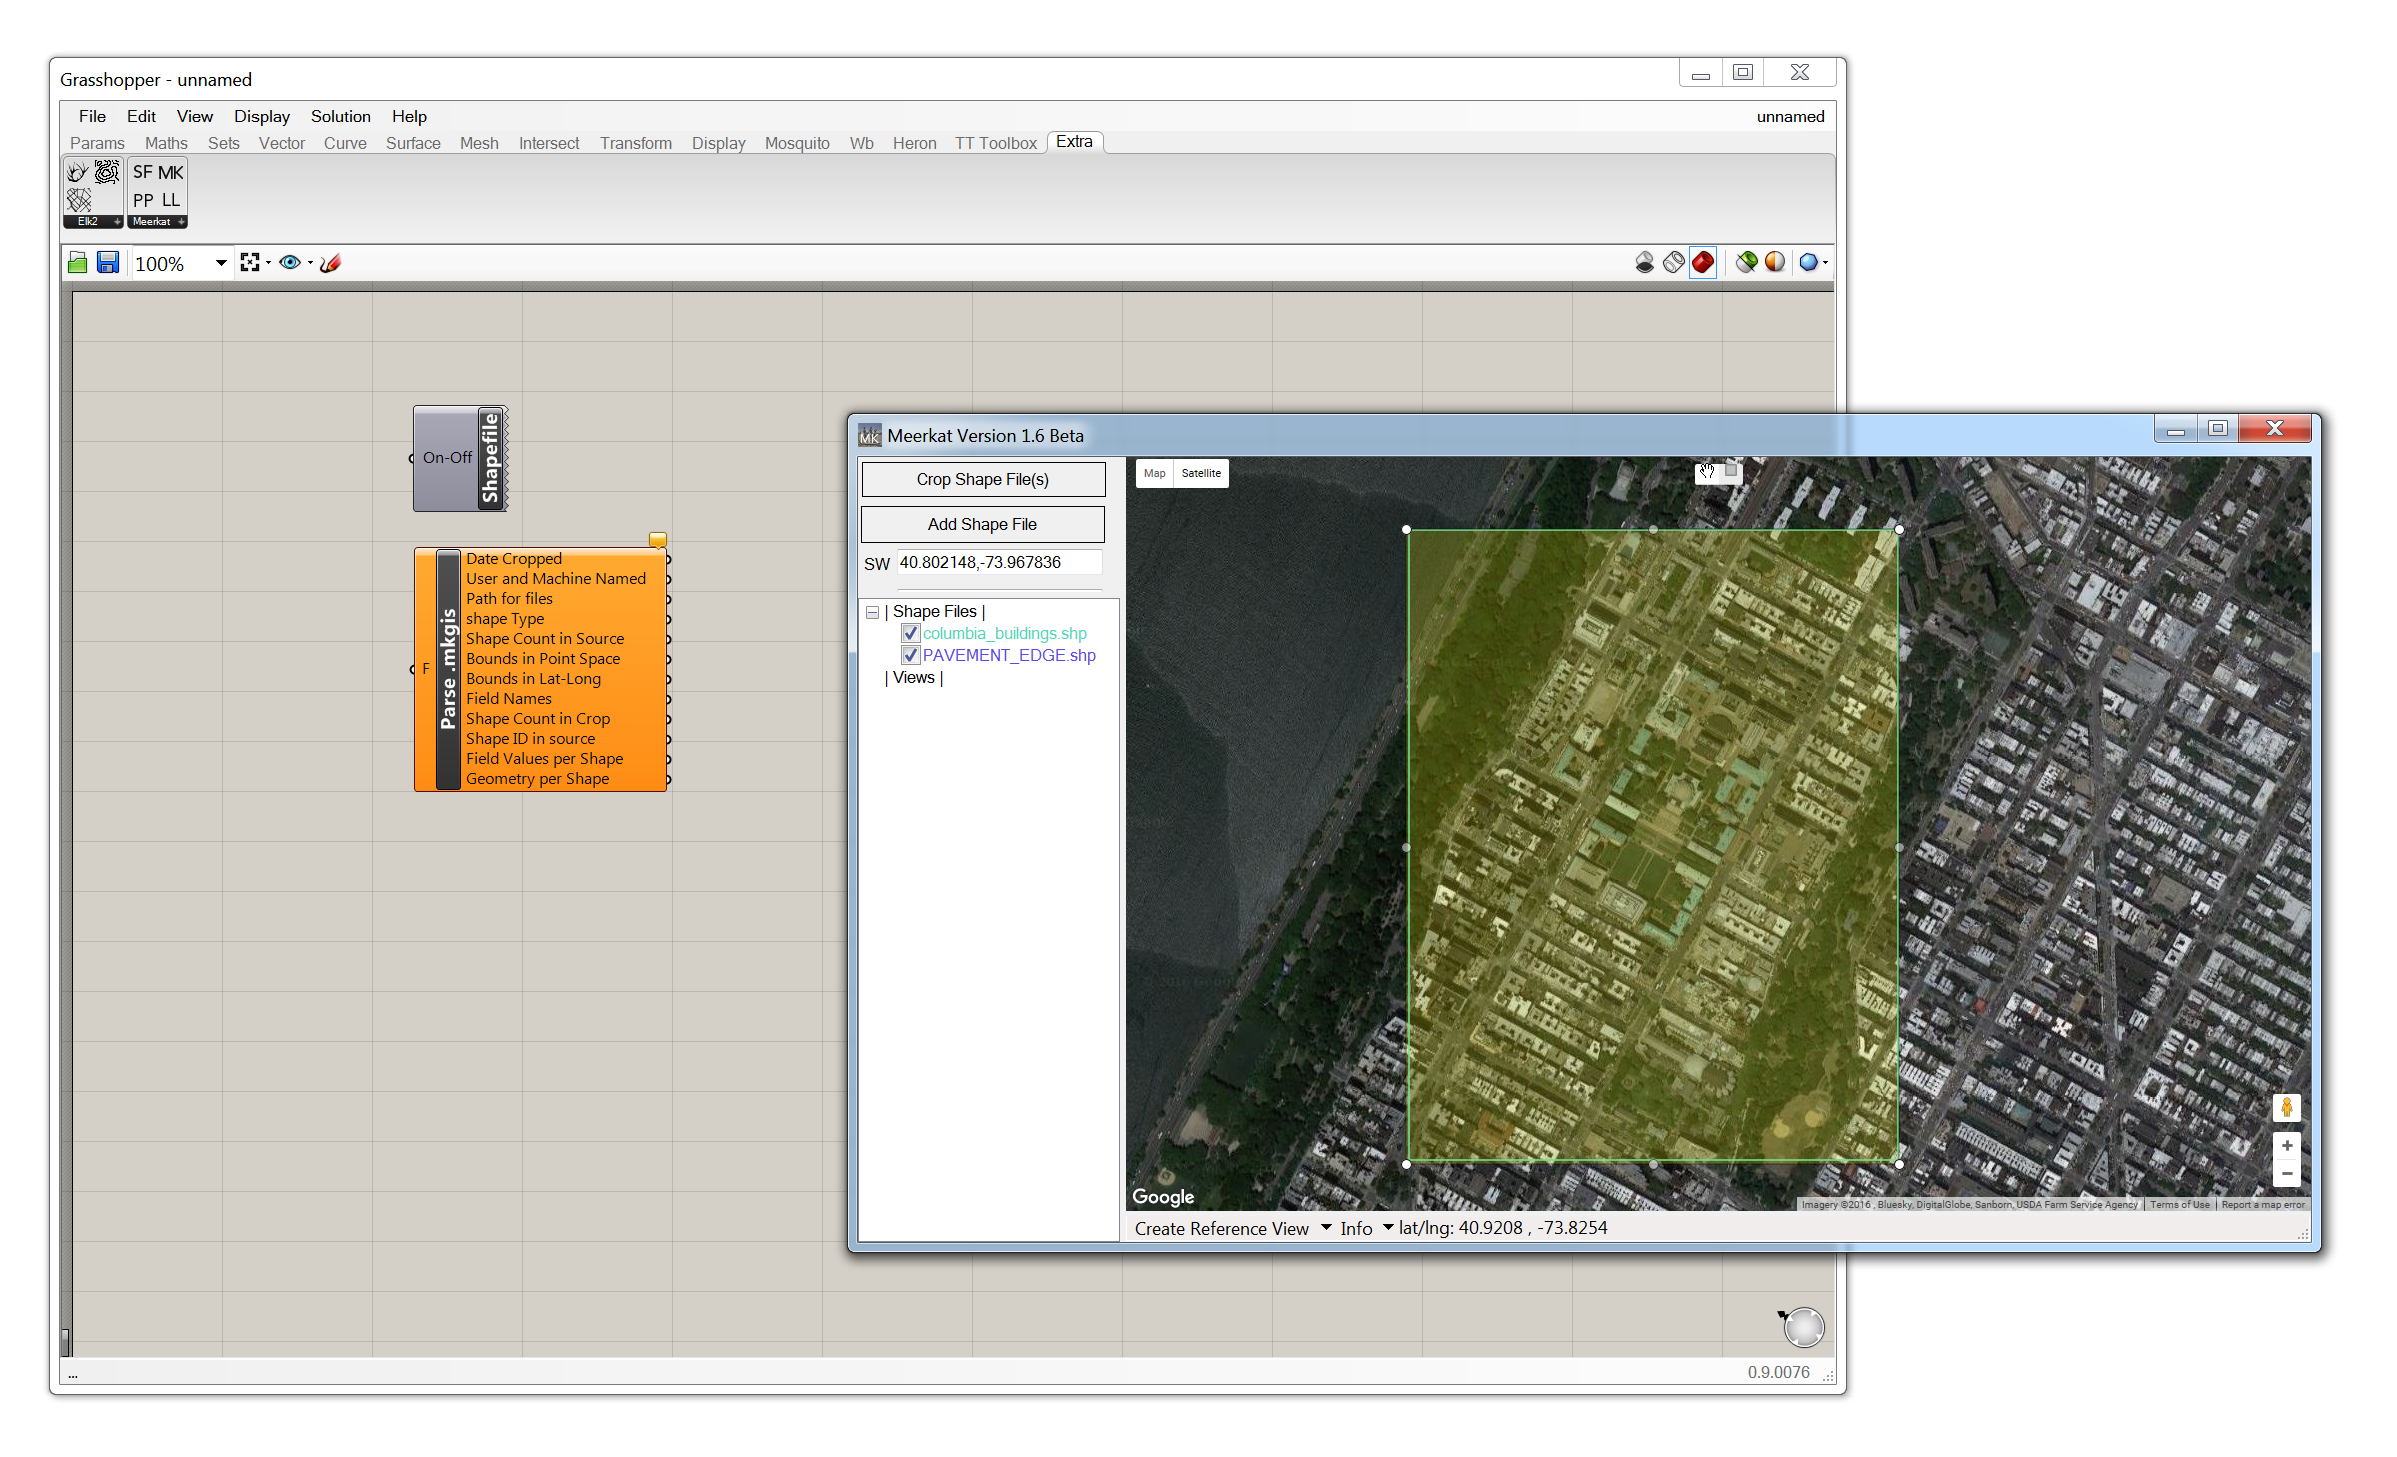 Grasshopper - unnamed
File Edit View Display Solution Help unnamed
Params Maths Sets Vector Curve Surface Mesh Intersect Transform Display Mosquito Wb Heron TT Toolbox Extra
SF MK
PP LL
Elk2 Meerkat
100%
On-Off
Shapefile
Parse .mkgis
F
Date Cropped
User and Machine Named
Path for files
shape Type
Shape Count in Source
Bounds in Point Space
Bounds in Lat-Long
Field Names
Shape Count in Crop
Shape ID in source
Field Values per Shape
Geometry per Shape
MK Meerkat Version 1.6 Beta
Crop Shape File(s)
Add Shape File
SW 40.802148,-73.967836
| Shape Files |
columbia_buildings.shp
PAVEMENT_EDGE.shp
| Views |
Map Satellite
Google
Imagery ©2016 , Bluesky, DigitalGlobe, Sanborn, USDA Farm Service Agency Terms of Use Report a map error
Create Reference View Info lat/lng: 40.9208 , -73.8254
...
0.9.0076